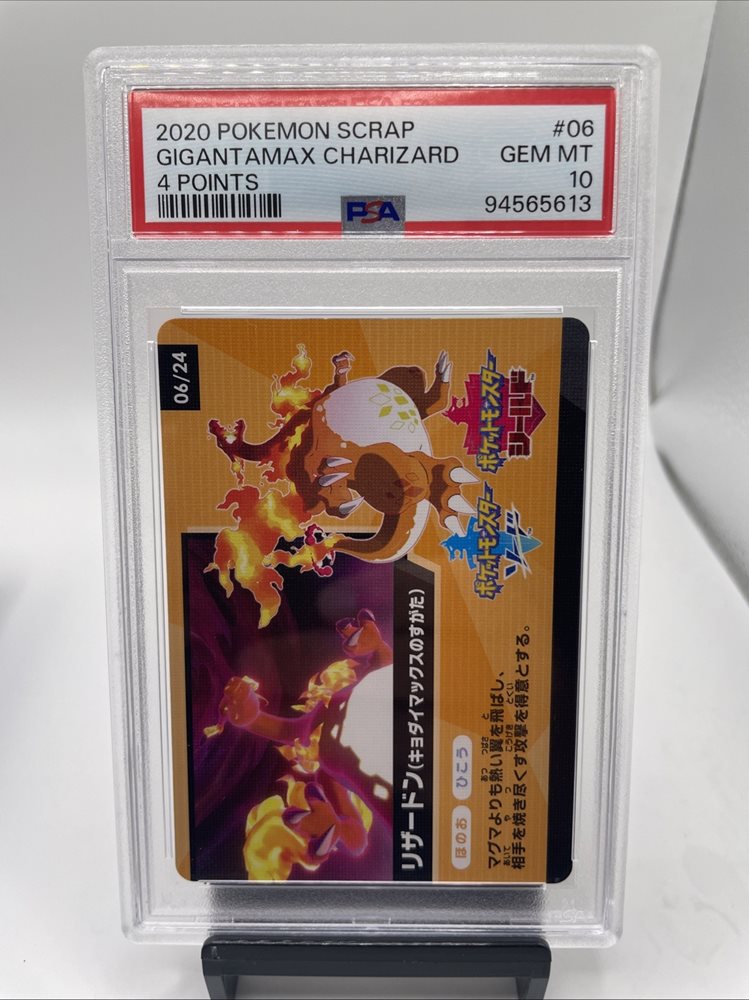 2020 POKEMON SCRAP #06
GIGANTAMAX CHARIZARD GEM MT
4 POINTS 10
PSA 94565613
06/24
ポケットモンスター
シールド
ポケットモンスター
ソード
リザードン(キョダイマックスのすがた)
ほのお ひこう
マグマよりも熱い翼を飛ばし、
相手を焼き尽くす攻撃を得意とする。